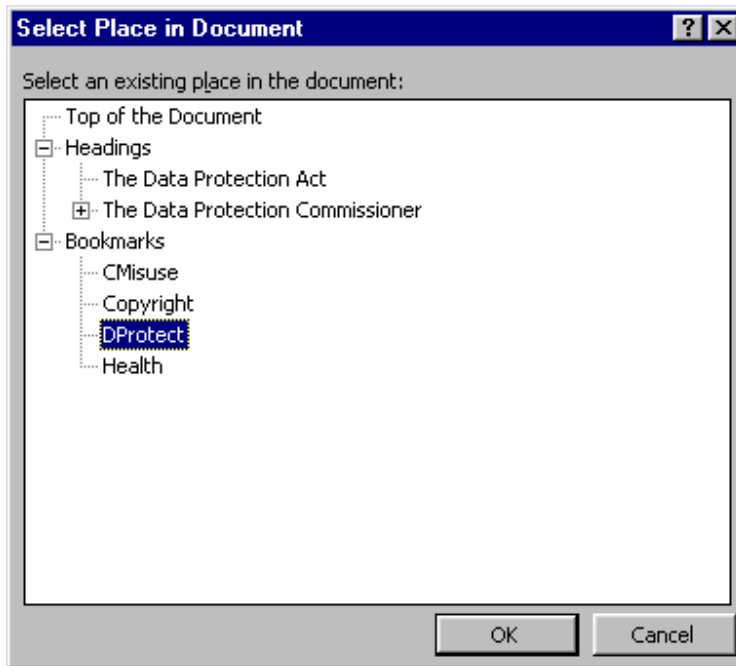 Select Place in Document
Select an existing place in the document:
Top of the Document
Headings
The Data Protection Act
The Data Protection Commissioner
Bookmarks
CMisuse
Copyright
DProtect
Health
OK Cancel